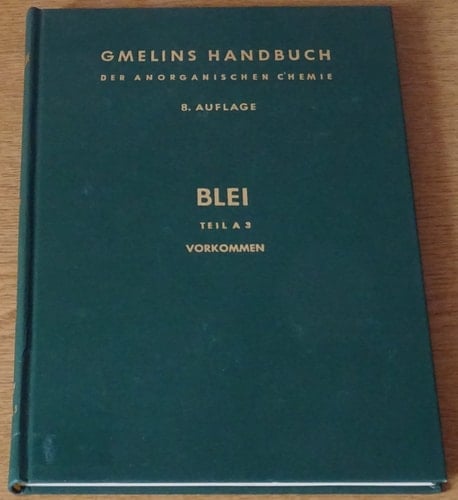 GMELINS HANDBUCH
DER ANORGANISCHEN CHEMIE
8. AUFLAGE
BLEI
TEIL A 3
VORKOMMEN